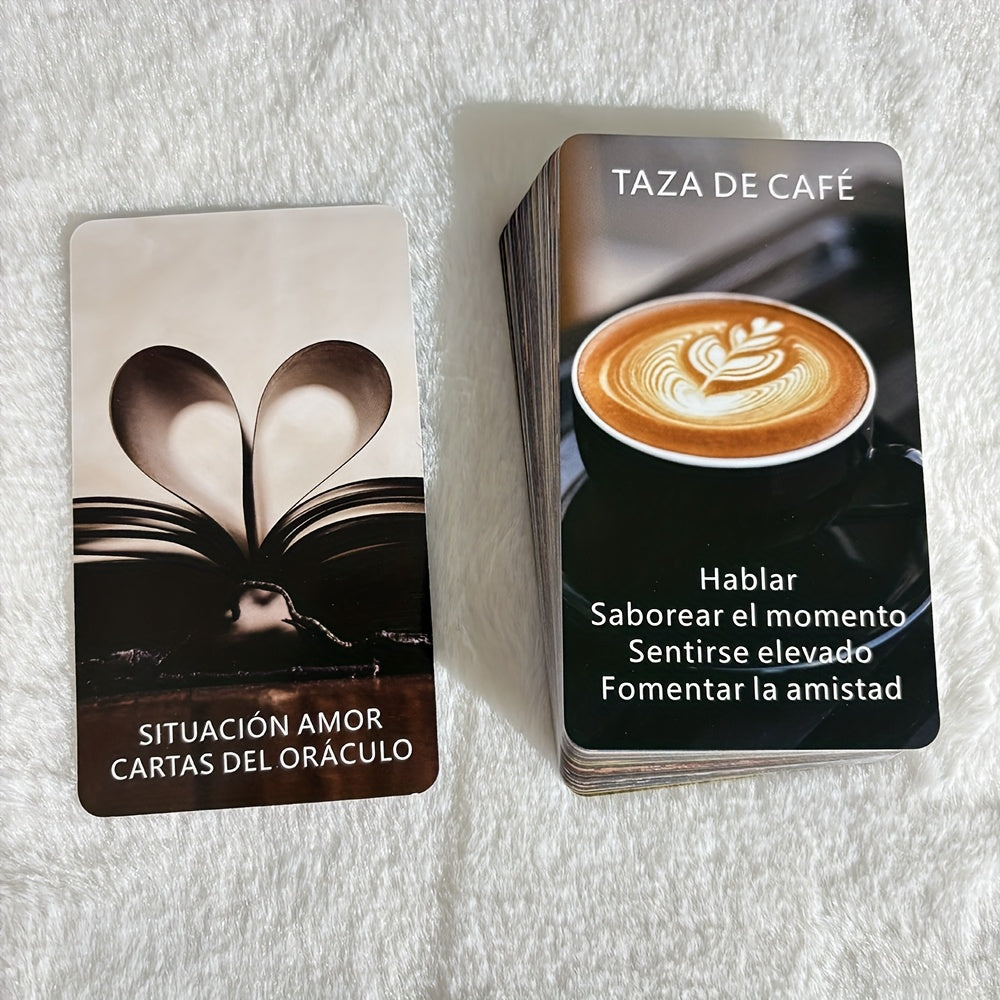 SITUACIÓN AMOR
CARTAS DEL ORÁCULO
TAZA DE CAFÉ
Hablar
Saborear el momento
Sentirse elevado
Fomentar la amistad